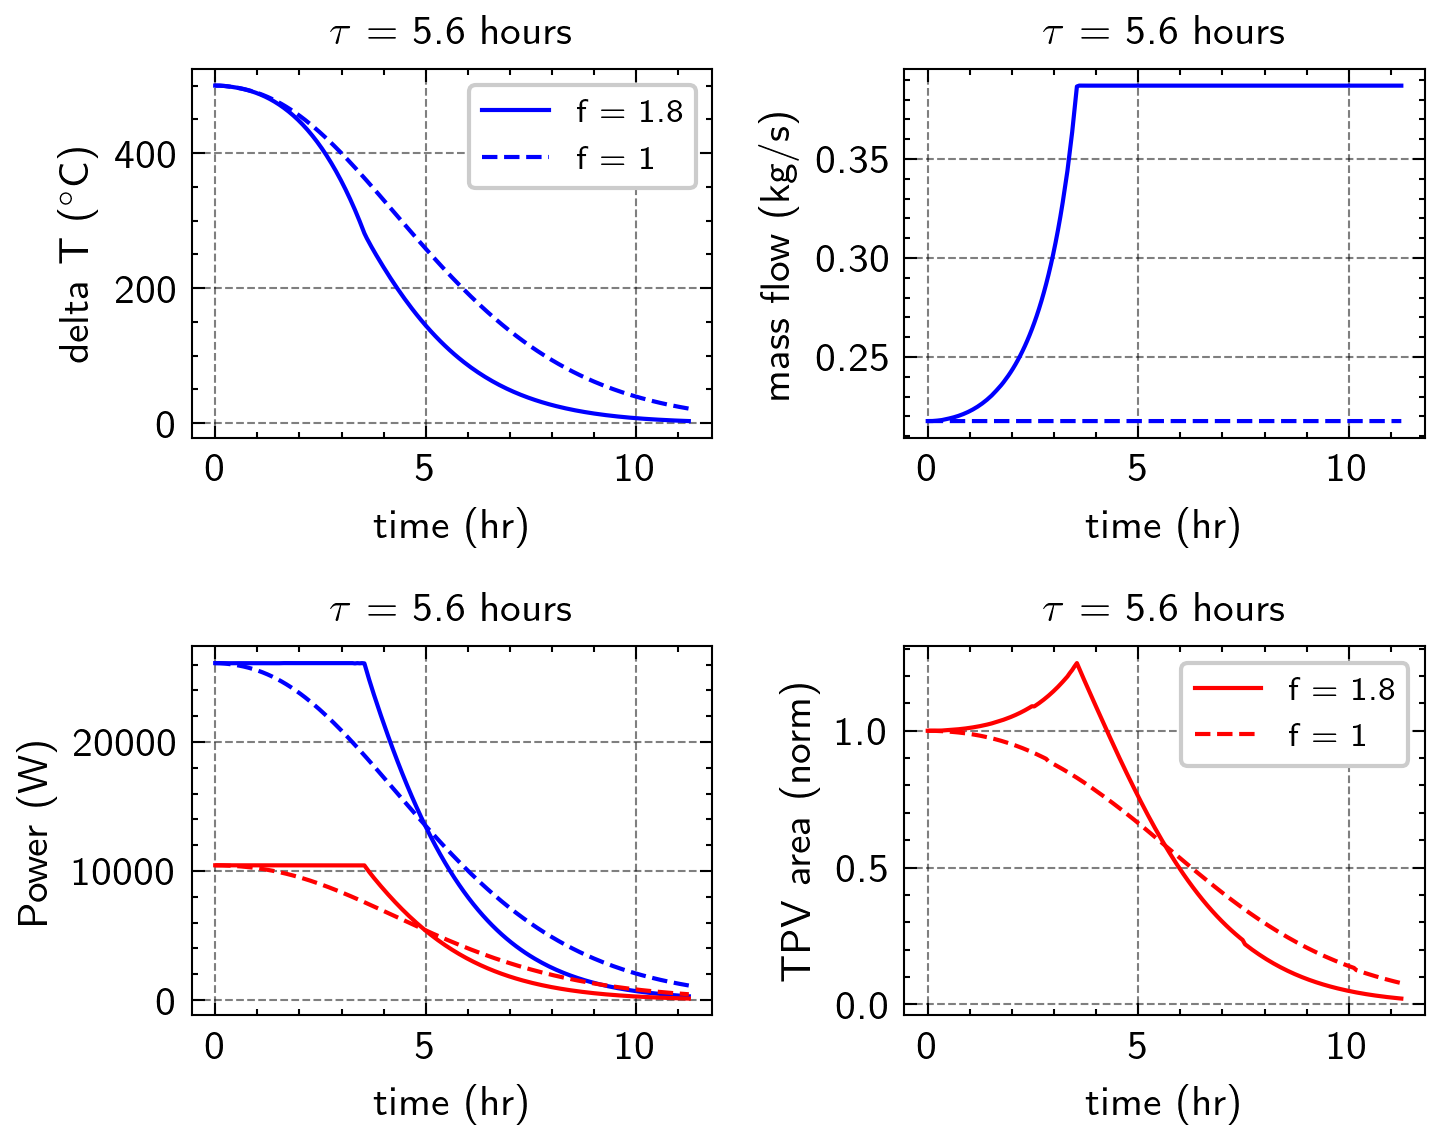 τ = 5.6 hours
delta T (°C)
400
200
0
f = 1.8
f = 1
0 5 10
time (hr)
τ = 5.6 hours
mass flow (kg/s)
0.35
0.30
0.25
0 5 10
time (hr)
τ = 5.6 hours
Power (W)
20000
10000
0
0 5 10
time (hr)
τ = 5.6 hours
TPV area (norm)
1.0
0.5
0.0
f = 1.8
f = 1
0 5 10
time (hr)